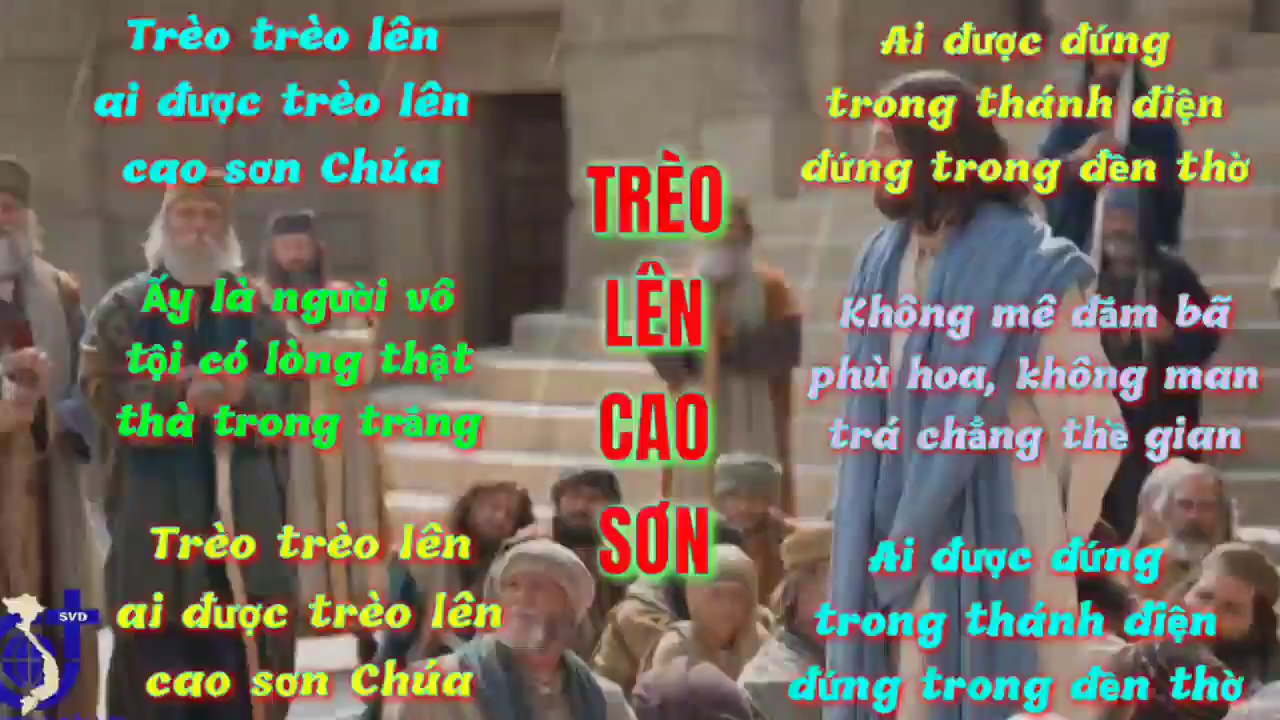 Trèo trèo lên
ai được trèo lên
cao sơn Chúa
Ấy là người vô
tội có lòng thật
thà trong trắng
Trèo trèo lên
ai được trèo lên
cao sơn Chúa
TRÈO
LÊN
CAO
SƠN
Ai được đứng
trong thánh điện
đứng trong đền thờ
Không mê đắm bã
phù hoa, không man
trá chẳng thề gian
Ai được đứng
trong thánh điện
đứng trong đền thờ
SVD